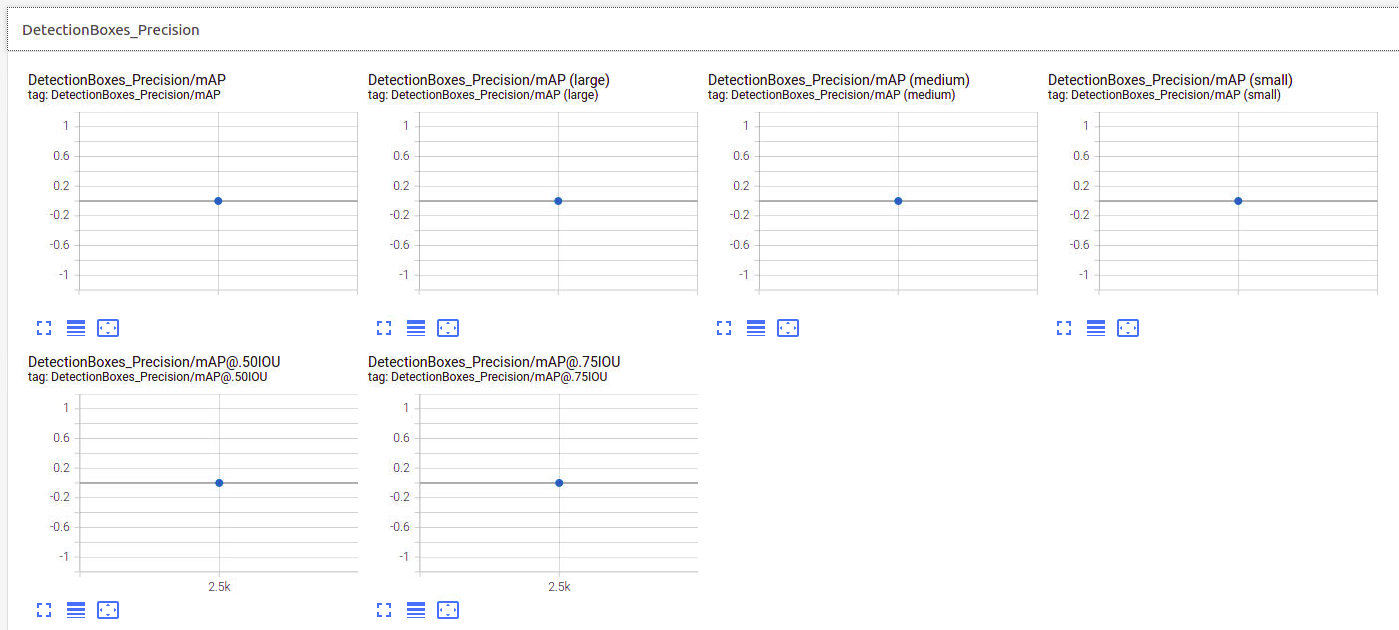 DetectionBoxes_Precision
DetectionBoxes_Precision/mAP
tag: DetectionBoxes_Precision/mAP
1
0.6
0.2
-0.2
-0.6
-1
DetectionBoxes_Precision/mAP (large)
tag: DetectionBoxes_Precision/mAP (large)
1
0.6
0.2
-0.2
-0.6
-1
DetectionBoxes_Precision/mAP (medium)
tag: DetectionBoxes_Precision/mAP (medium)
1
0.6
0.2
-0.2
-0.6
-1
DetectionBoxes_Precision/mAP (small)
tag: DetectionBoxes_Precision/mAP (small)
1
0.6
0.2
-0.2
-0.6
-1
DetectionBoxes_Precision/mAP@.50IOU
tag: DetectionBoxes_Precision/mAP@.50IOU
1
0.6
0.2
-0.2
-0.6
-1
2.5k
DetectionBoxes_Precision/mAP@.75IOU
tag: DetectionBoxes_Precision/mAP@.75IOU
1
0.6
0.2
-0.2
-0.6
-1
2.5k